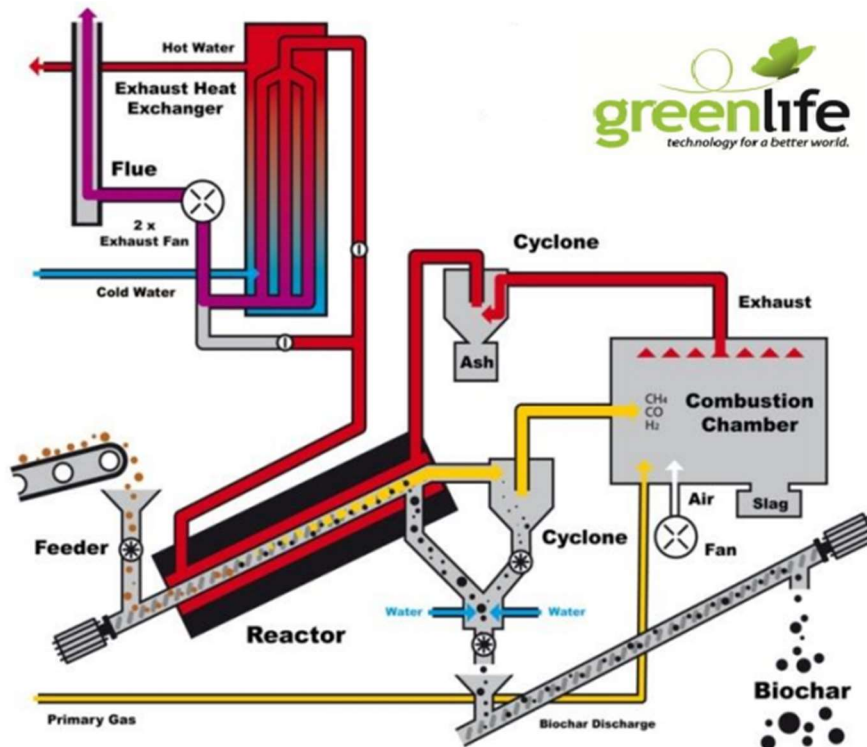 Hot Water
Exhaust Heat
Exchanger
greenlife
technology for a better world.
Flue
2 x
Exhaust Fan
Cold Water
Cyclone
Exhaust
Ash
CH₄
CO
H₂
Combustion
Chamber
Air
Slag
Feeder
Cyclone
Fan
Water
Water
Reactor
Biochar
Primary Gas
Biochar Discharge